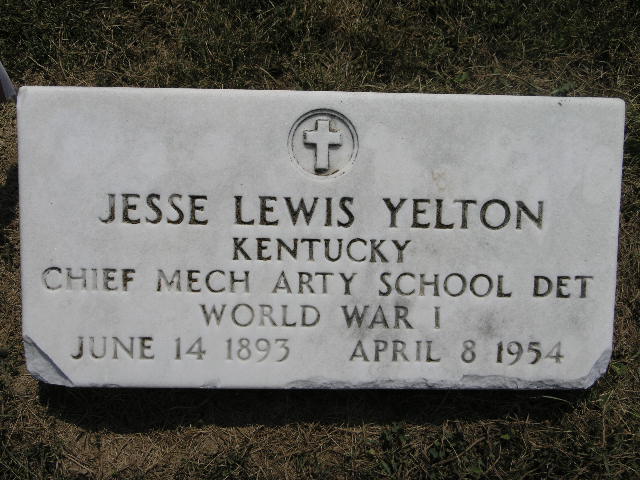 JESSE LEWIS YELTON
KENTUCKY
CHIEF MECH ARTY SCHOOL DET
WORLD WAR I
JUNE 14 1893 APRIL 8 1954